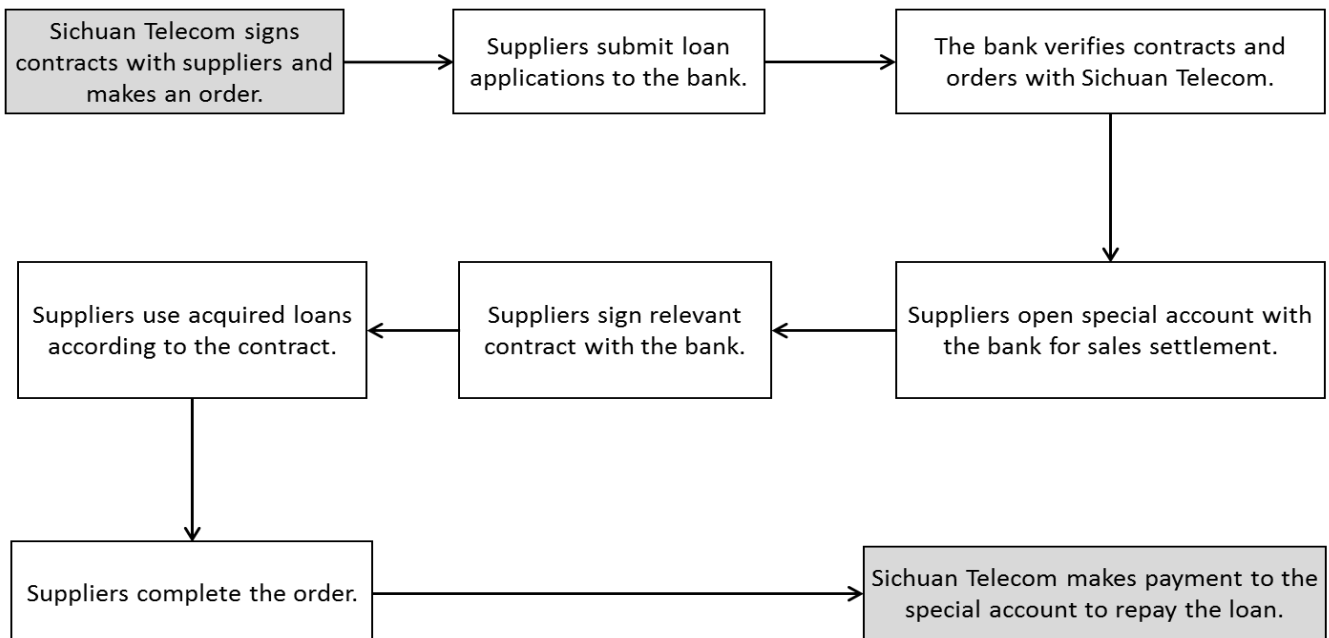 Sichuan Telecom signs
contracts with suppliers and
makes an order.
Suppliers submit loan
applications to the bank.
The bank verifies contracts and
orders with Sichuan Telecom.
Suppliers open special account with
the bank for sales settlement.
Suppliers sign relevant
contract with the bank.
Suppliers use acquired loans
according to the contract.
Suppliers complete the order.
Sichuan Telecom makes payment to the
special account to repay the loan.